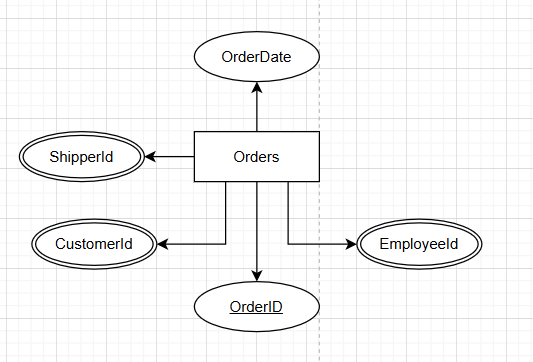 OrderDate
ShipperId
Orders
CustomerId
EmployeeId
OrderID